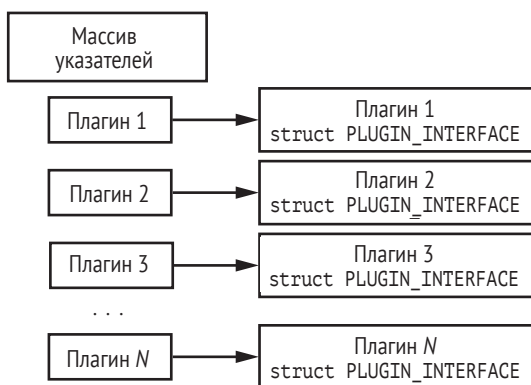 Массив
указателей
Плагин 1
Плагин 1
struct PLUGIN_INTERFACE
Плагин 2
Плагин 2
struct PLUGIN_INTERFACE
Плагин 3
Плагин 3
struct PLUGIN_INTERFACE
. . .
Плагин N
Плагин N
struct PLUGIN_INTERFACE